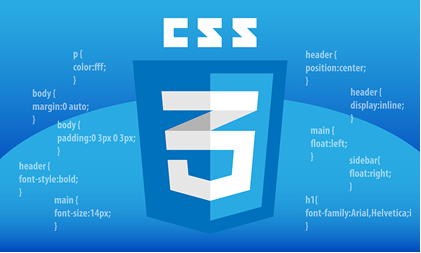 CSS
p {
color:fff;
}
body {
margin:0 auto;
}
body {
padding:0 3px 0 3px;
}
header {
font-style:bold;
}
main {
font-size:14px;
}
3
header {
position:center;
}
header {
display:inline;
}
main {
float:left;
}
sidebar{
float:right;
}
h1{
font-family:Arial,Helvetica;i
}